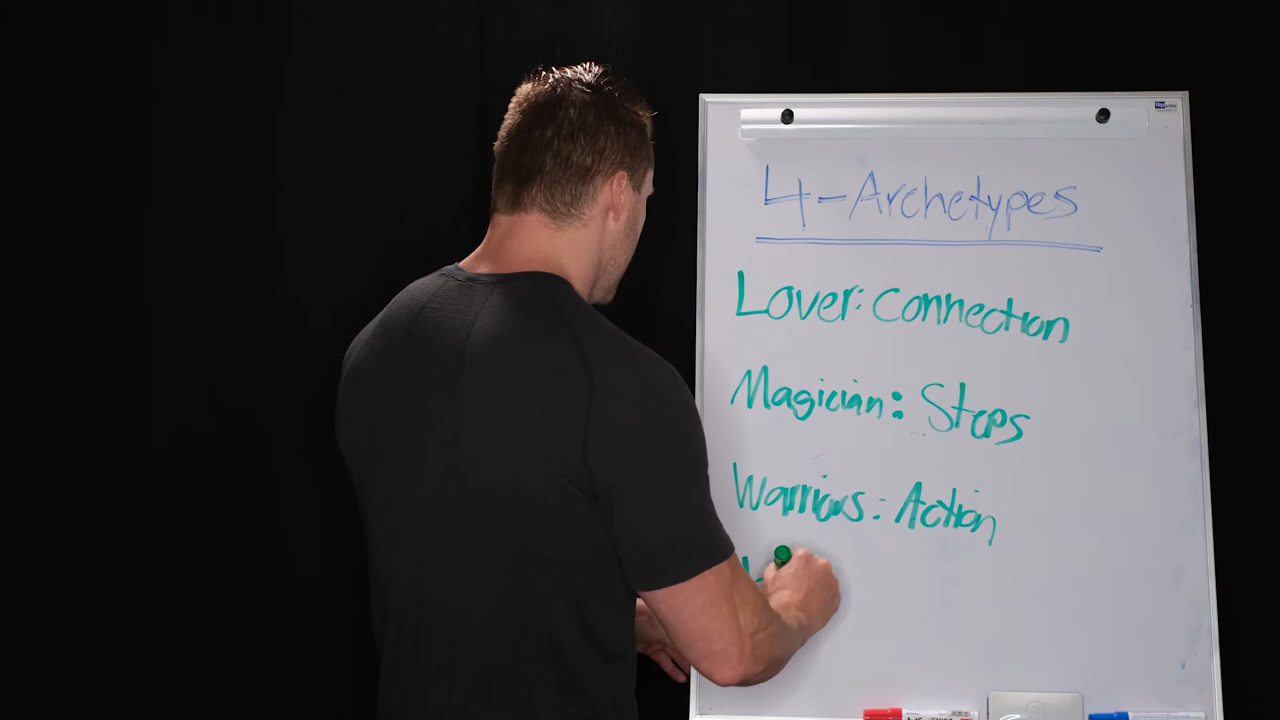 4-Archetypes
Lover: Connection
Magician: Steps
Warriors: Action